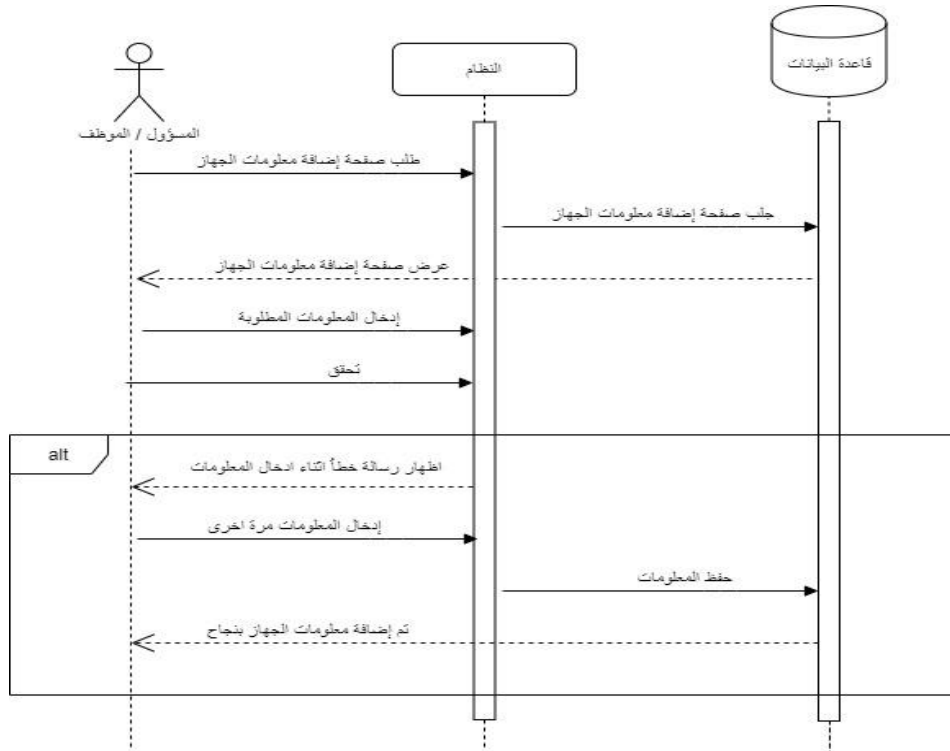 قاعدة البيانات
النظام
المسؤول / الموظف
طلب صفحة إضافة معلومات الجهاز
جلب صفحة إضافة معلومات الجهاز
عرض صفحة إضافة معلومات الجهاز
إدخال المعلومات المطلوبة
تحقق
alt
اظهار رسالة خطأ اثناء ادخال المعلومات
إدخال المعلومات مرة اخرى
حفظ المعلومات
تم إضافة معلومات الجهاز بنجاح